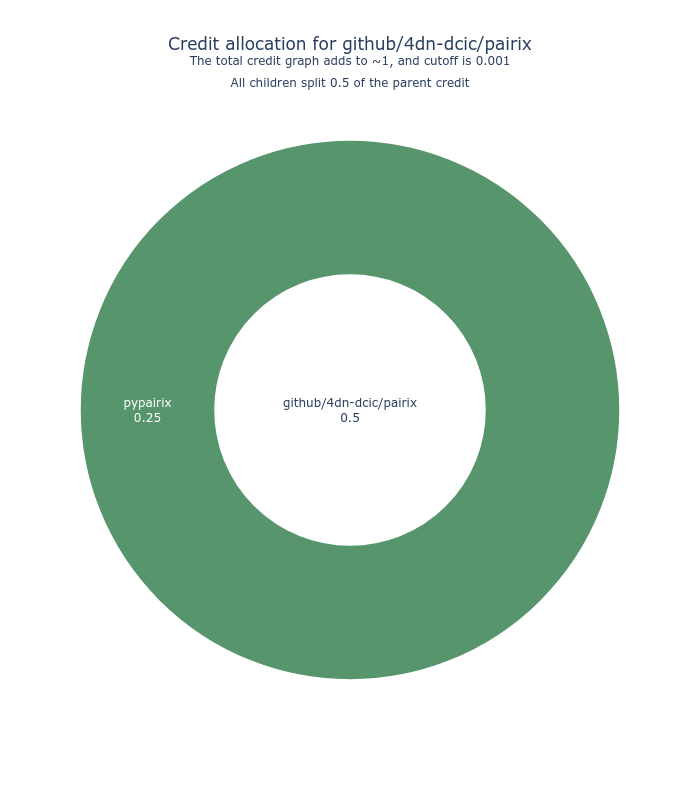 Credit allocation for github/4dn-dcic/pairix
The total credit graph adds to ~1, and cutoff is 0.001
All children split 0.5 of the parent credit
pypairix
0.25
github/4dn-dcic/pairix
0.5